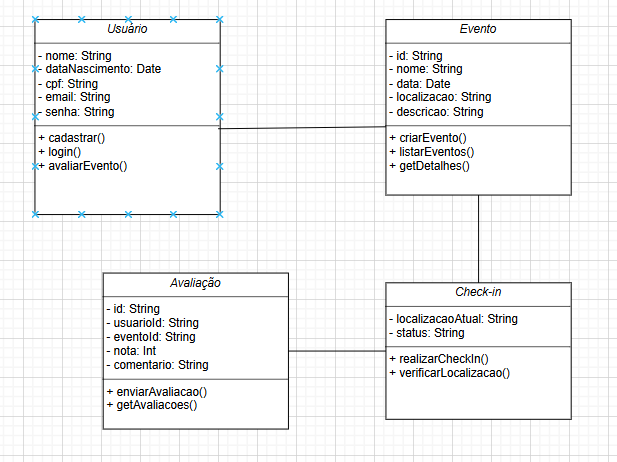 Usuário
- nome: String
- dataNascimento: Date
- cpf: String
- email: String
- senha: String
+ cadastrar()
+ login()
+ avaliarEvento()
Evento
- id: String
- nome: String
- data: Date
- localizacao: String
- descricao: String
+ criarEvento()
+ listarEventos()
+ getDetalhes()
Avaliação
- id: String
- usuarioId: String
- eventoId: String
- nota: Int
- comentario: String
+ enviarAvaliacao()
+ getAvaliacoes()
Check-in
- localizacaoAtual: String
- status: String
+ realizarCheckIn()
+ verificarLocalizacao()